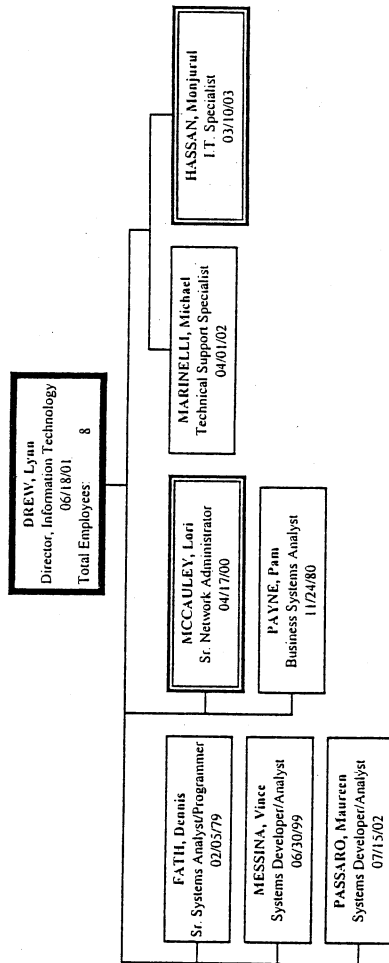 DREW, Lynn
Director, Information Technology
06/18/01
Total Employees: 8
FATH, Dennis
Sr. Systems Analyst/Programmer
02/05/79
MESSINA, Vince
Systems Developer/Analyst
06/30/99
PASSARO, Maureen
Systems Developer/Analyst
07/15/02
MCCAULEY, Lori
Sr. Network Administrator
04/17/00
PAYNE, Pam
Business Systems Analyst
11/24/80
MARINELLI, Michael
Technical Support Specialist
04/01/02
HASSAN, Monjurul
I.T. Specialist
03/10/03